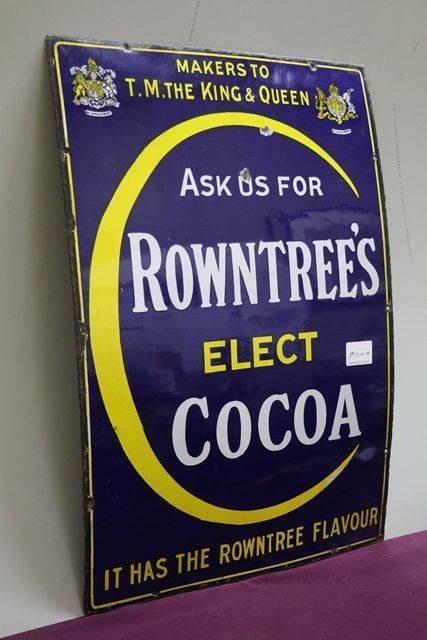 MAKERS TO
T.M. THE KING & QUEEN
ASK US FOR
ROWNTREE'S
ELECT
COCOA
IT HAS THE ROWNTREE FLAVOUR